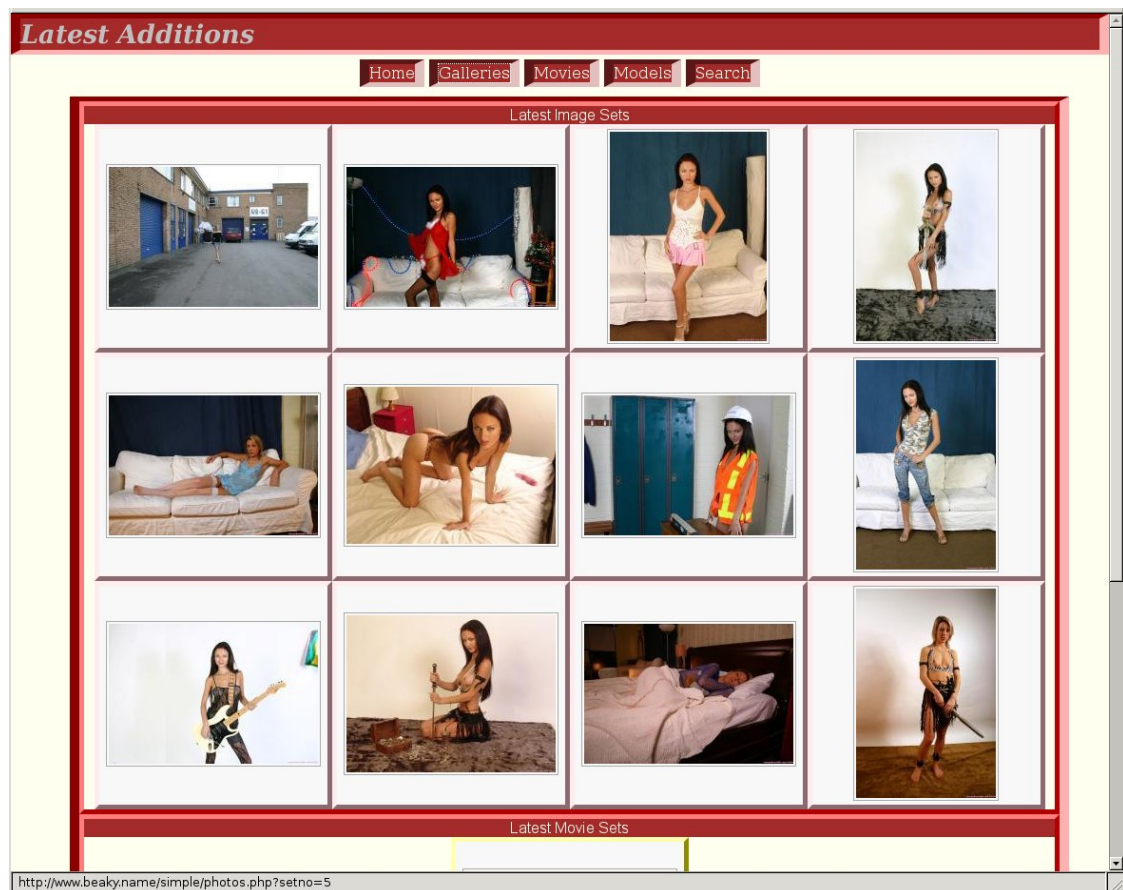 Latest Additions
Home Galleries Movies Models Search
Latest Image Sets
Latest Movie Sets
http://www.beaky.name/simple/photos.php?setno=5